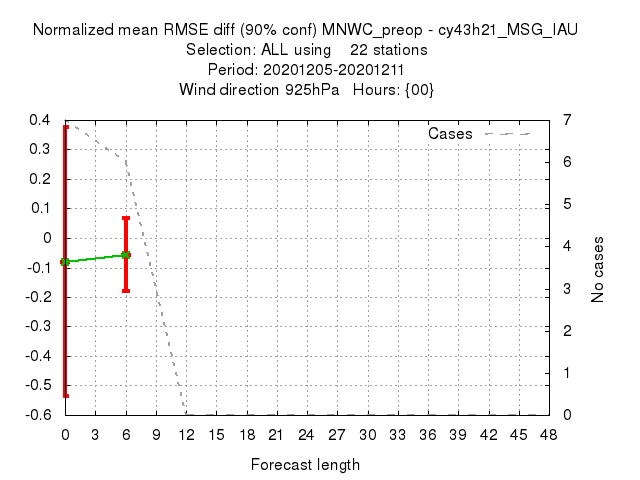 Normalized mean RMSE diff (90% conf) MNWC_preop - cy43h21_MSG_IAU
Selection: ALL using 22 stations
Period: 20201205-20201211
Wind direction 925hPa Hours: {00}
Cases
0.4
0.3
0.2
0.1
0
-0.1
-0.2
-0.3
-0.4
-0.5
-0.6
7
6
5
4
3
2
1
0
No cases
0 3 6 9 12 15 18 21 24 27 30 33 36 39 42 45 48
Forecast length